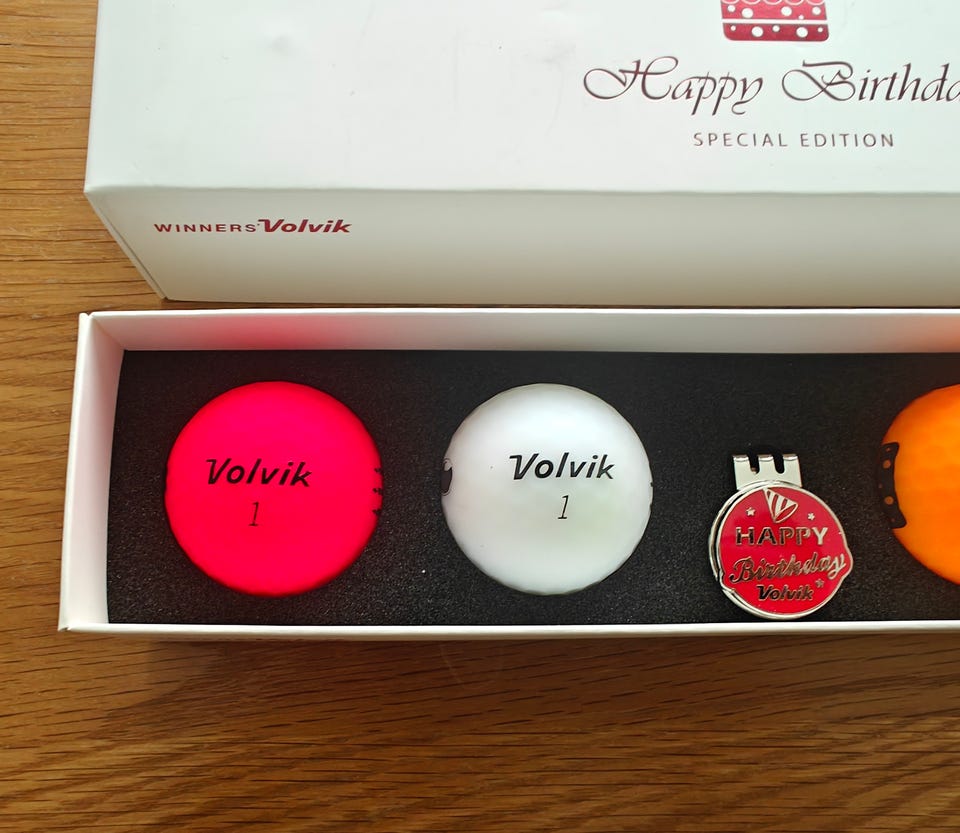 Happy Birthda
SPECIAL EDITION
WINNERS Volvik
Volvik
1
Volvik
1
HAPPY
Birthday
Volvik